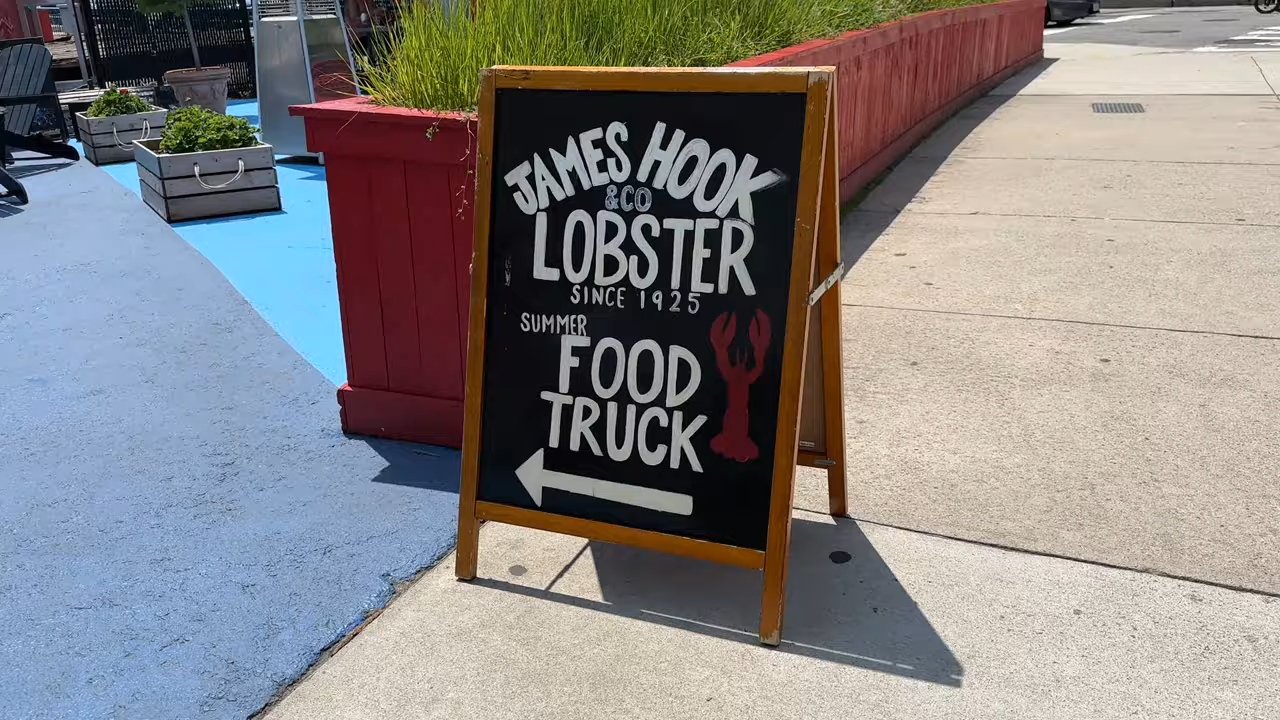 JAMES HOOK
&CO
LOBSTER
SINCE 1925
SUMMER
FOOD
TRUCK